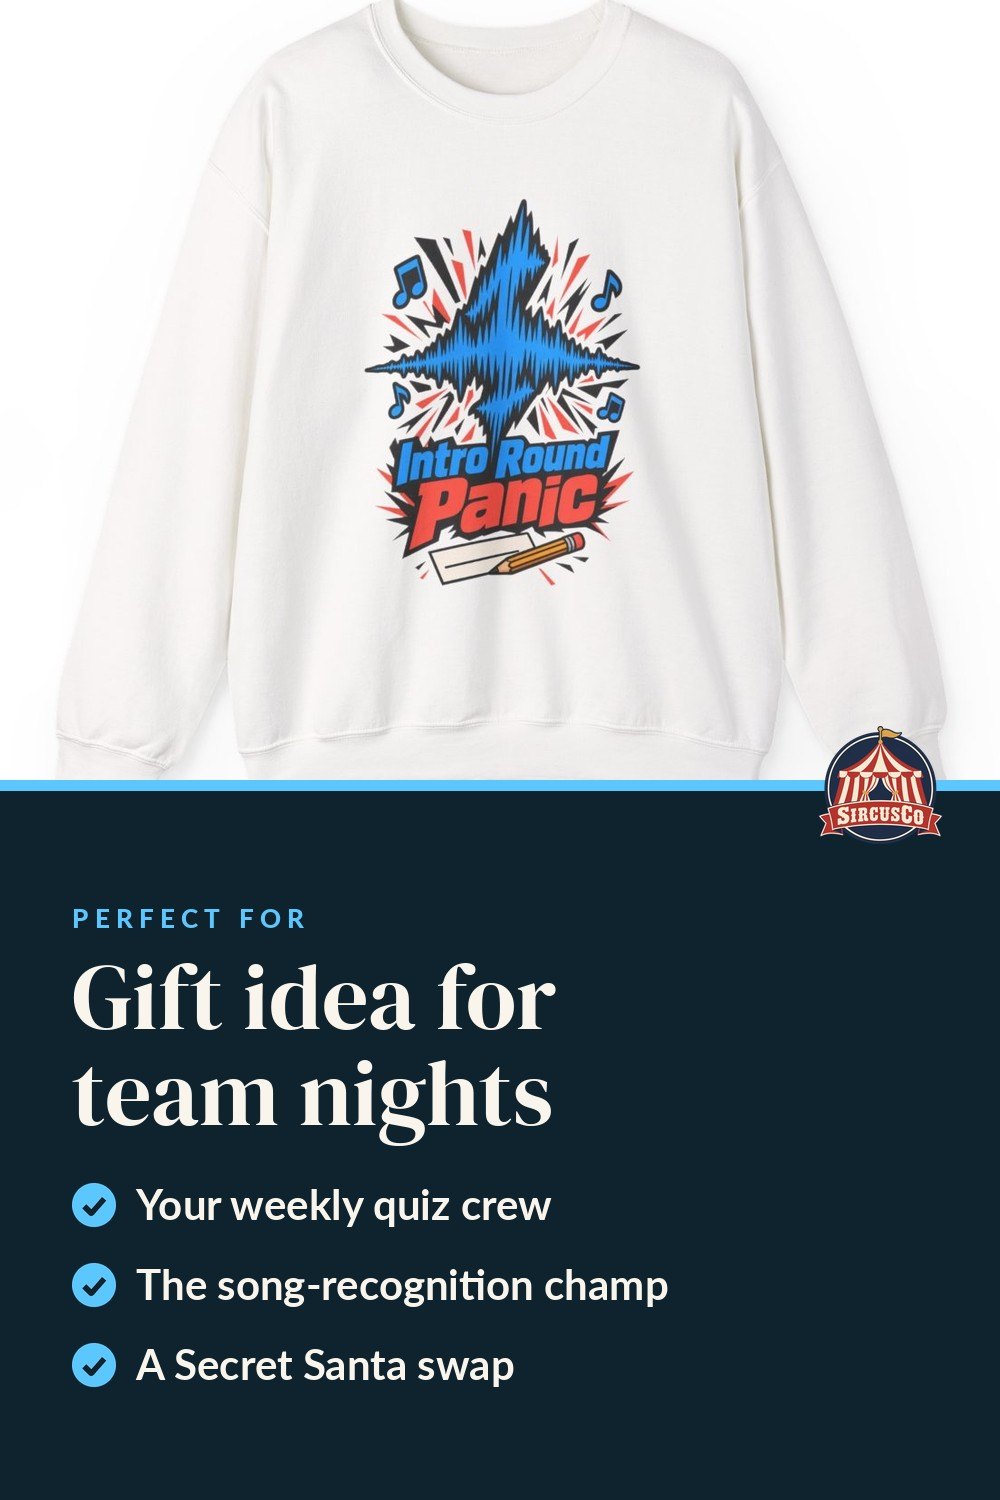 Intro Round
Panic
SIRCUSCO
PERFECT FOR
Gift idea for
team nights
Your weekly quiz crew
The song-recognition champ
A Secret Santa swap